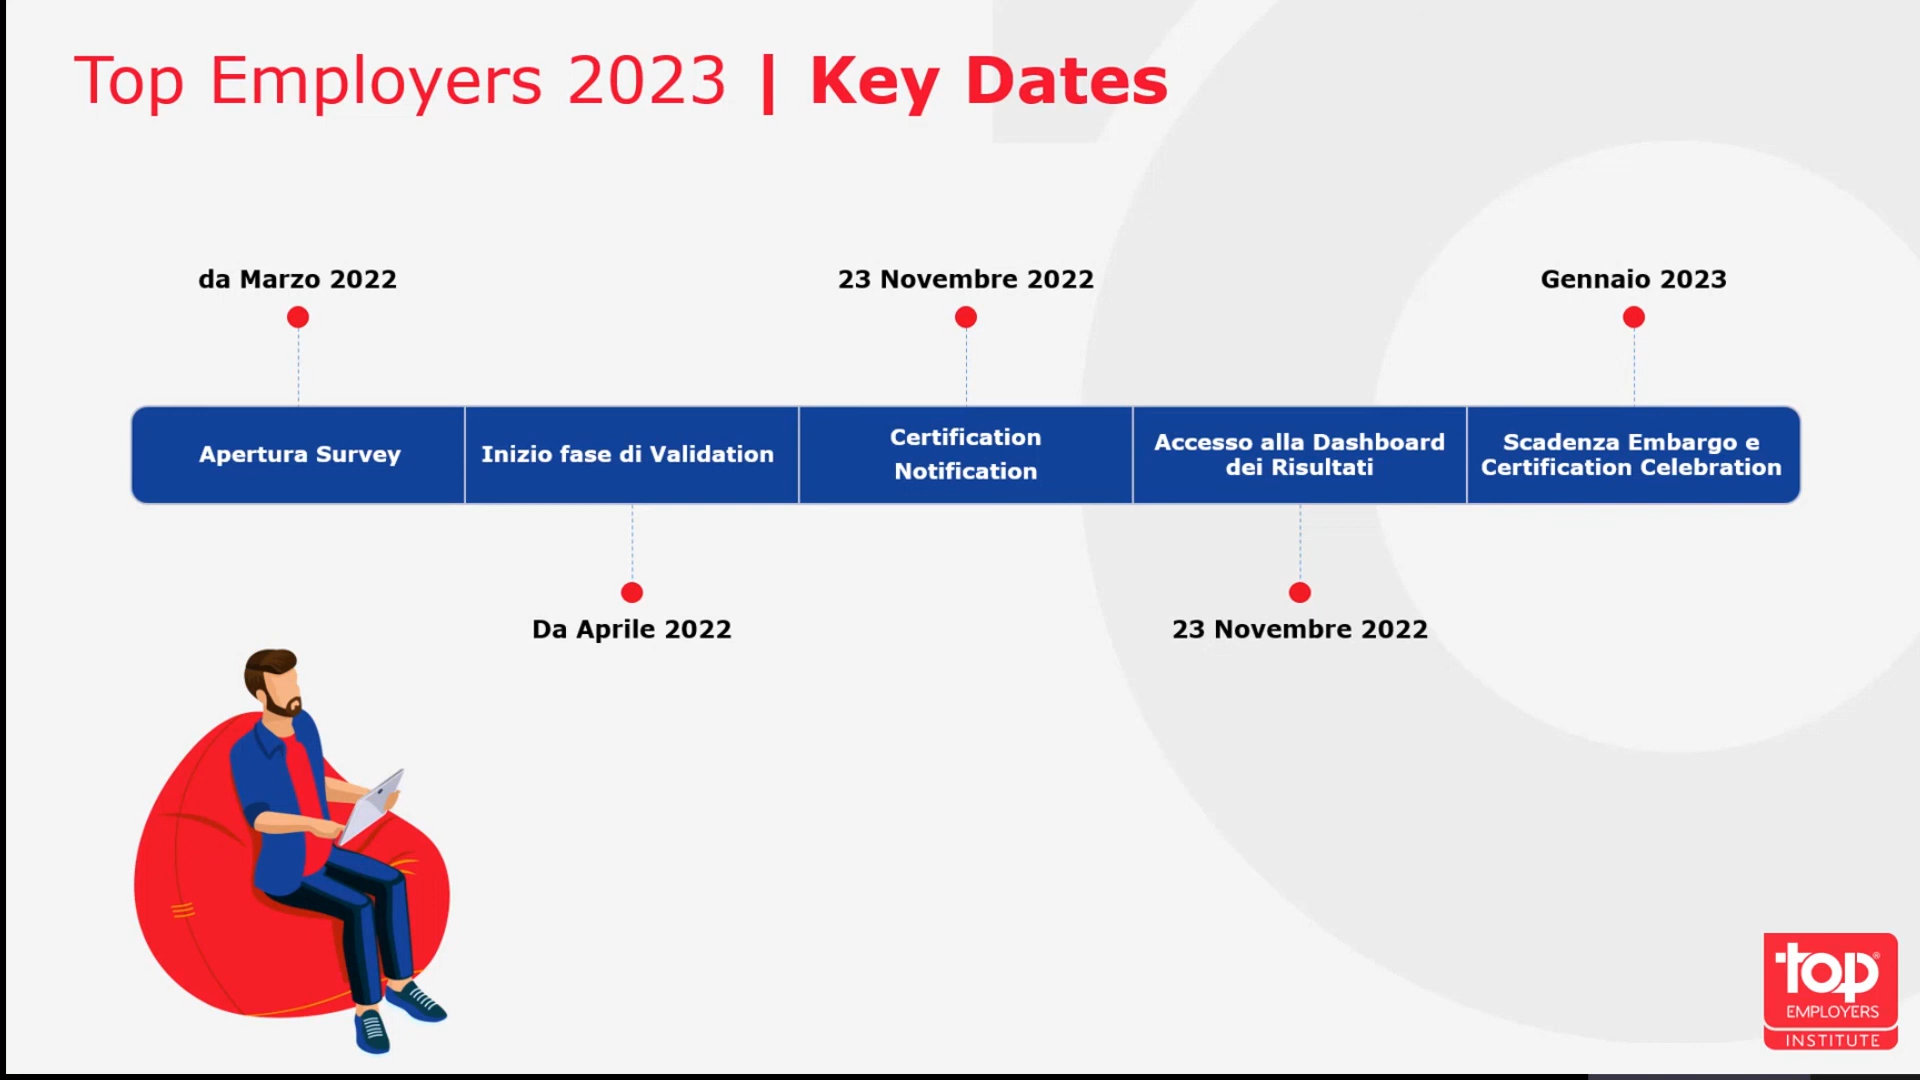 Top Employers 2023 | Key Dates
da Marzo 2022
23 Novembre 2022
Gennaio 2023
Apertura Survey
Inizio fase di Validation
Certification
Notification
Accesso alla Dashboard
dei Risultati
Scadenza Embargo e
Certification Celebration
Da Aprile 2022
23 Novembre 2022
top®
EMPLOYERS
INSTITUTE